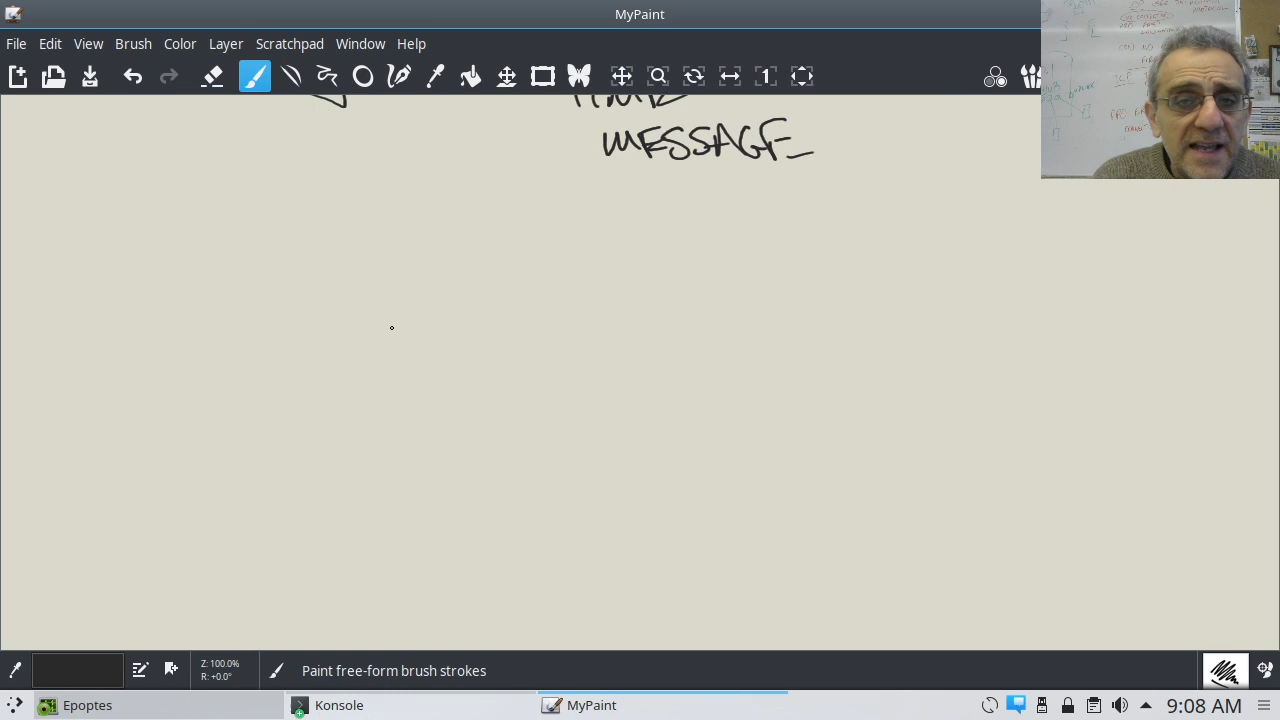 MyPaint
File Edit View Brush Color Layer Scratchpad Window Help
1
MESSAGE
Z: 100.0%
R: +0.0°
Paint free-form brush strokes
Epoptes Konsole MyPaint 9:08 AM